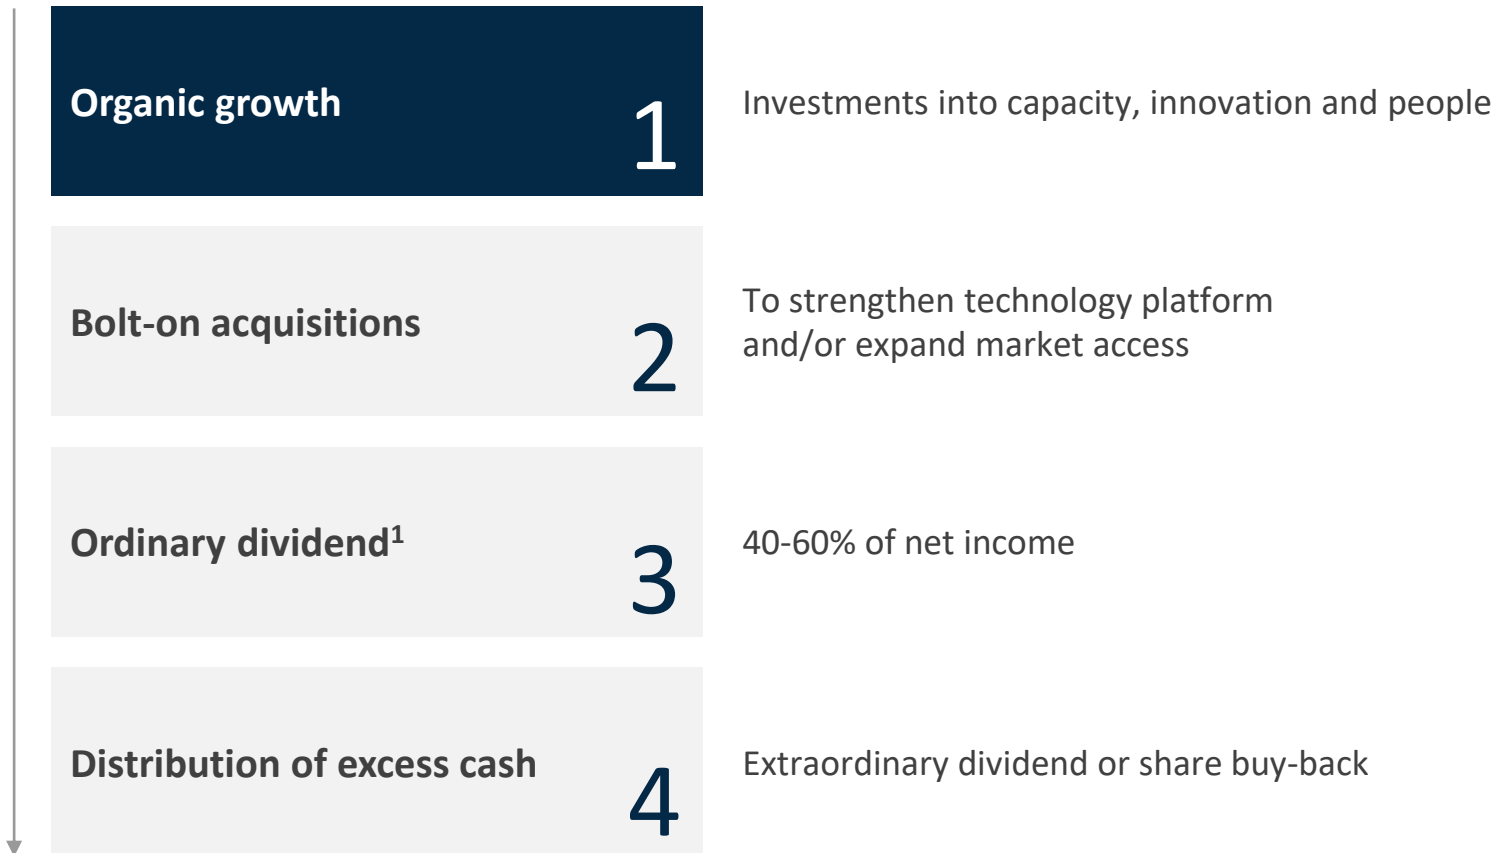 Organic growth
1
Investments into capacity, innovation and people
Bolt-on acquisitions
2
To strengthen technology platform
and/or expand market access
Ordinary dividend¹
3
40-60% of net income
Distribution of excess cash
4
Extraordinary dividend or share buy-back